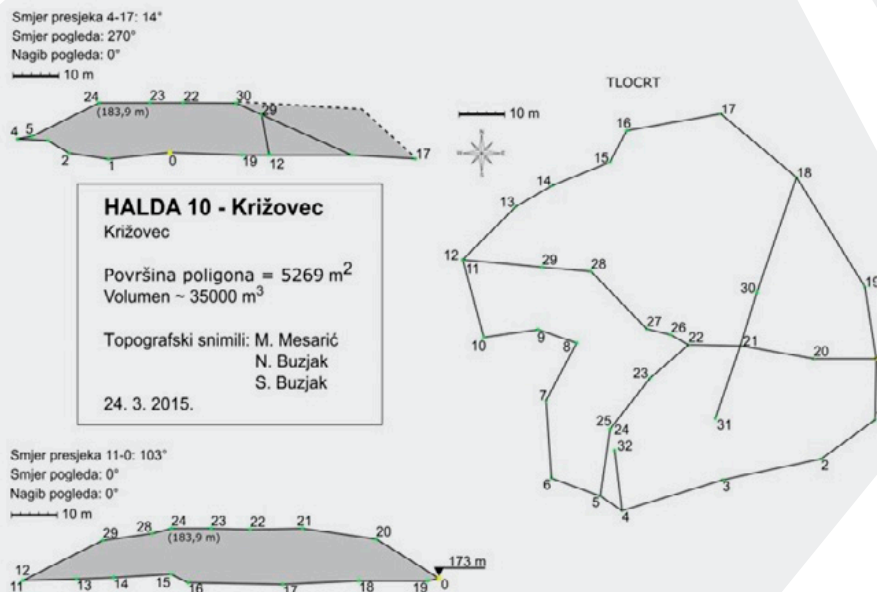 Smjer presjeka 4-17: 14°
Smjer pogleda: 270°
Nagib pogleda: 0°
10 m
24
23
22
30
(183,9 m)
29
4
5
2
1
0
19
12
17
HALDA 10 - Križovec
Križovec
Površina poligona = 5269 m2
Volumen ~ 35000 m3
Topografski snimili: M. Mesarić
N. Buzjak
S. Buzjak
24. 3. 2015.
Smjer presjeka 11-0: 103°
Smjer pogleda: 0°
Nagib pogleda: 0°
10 m
29
28
24
23
22
21
20
(183,9 m)
173 m
12
11
13
14
15
16
17
18
19
0
TLOCRT
10 m
17
16
15
18
14
13
12
11
29
28
19
30
10
9
8
27
26
22
21
20
23
7
25
24
31
32
2
6
5
3
4